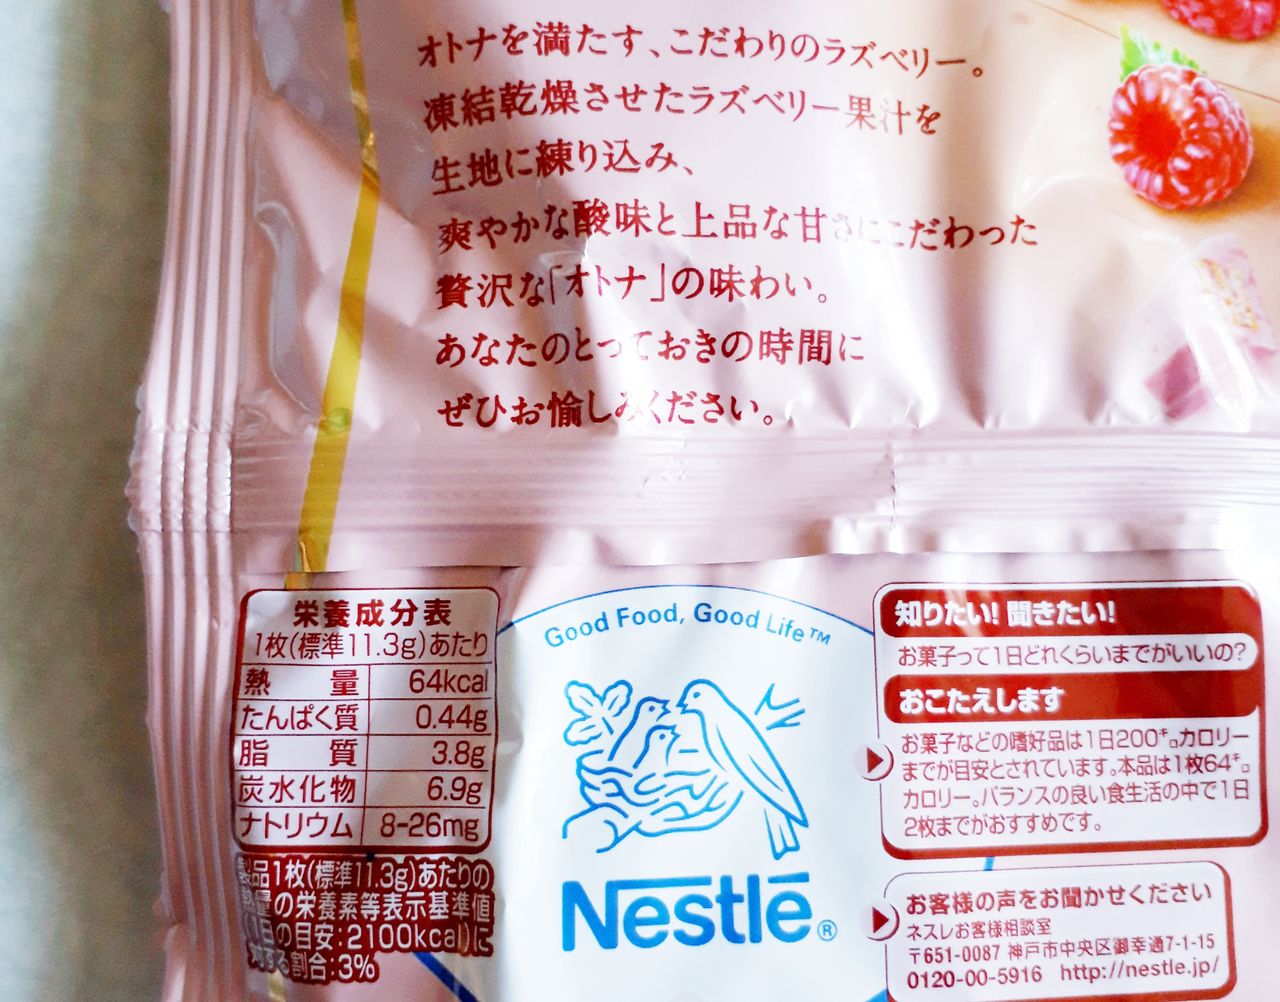 オトナを満たす、こだわりのラズベリー。
凍結乾燥させたラズベリー果汁を
生地に練り込み、
爽やかな酸味と上品な甘さにこだわった
贅沢な「オトナ」の味わい。
あなたのとっておきの時間に
ぜひお愉しみください。
栄養成分表
1枚(標準11.3g)あたり
熱量 64kcal
たんぱく質 0.44g
脂質 3.8g
炭水化物 6.9g
ナトリウム 8-26mg
製品1枚(標準11.3g)あたりの
熱量の栄養素等表示基準値
の目安:2100kcal)に
対する割合:3%
Good Food, Good Life™
Nestlé®
知りたい! 聞きたい!
お菓子って1日どれくらいまでがいいの?
おこたえします
お菓子などの嗜好品は1日200㌔カロリー
までが目安とされています。本品は1枚64㌔
カロリー。バランスの良い食生活の中で1日
2枚までがおすすめです。
お客様の声をお聞かせください
ネスレお客様相談室
〒651-0087 神戸市中央区御幸通7-1-15
0120-00-5916 http://nestle.jp/